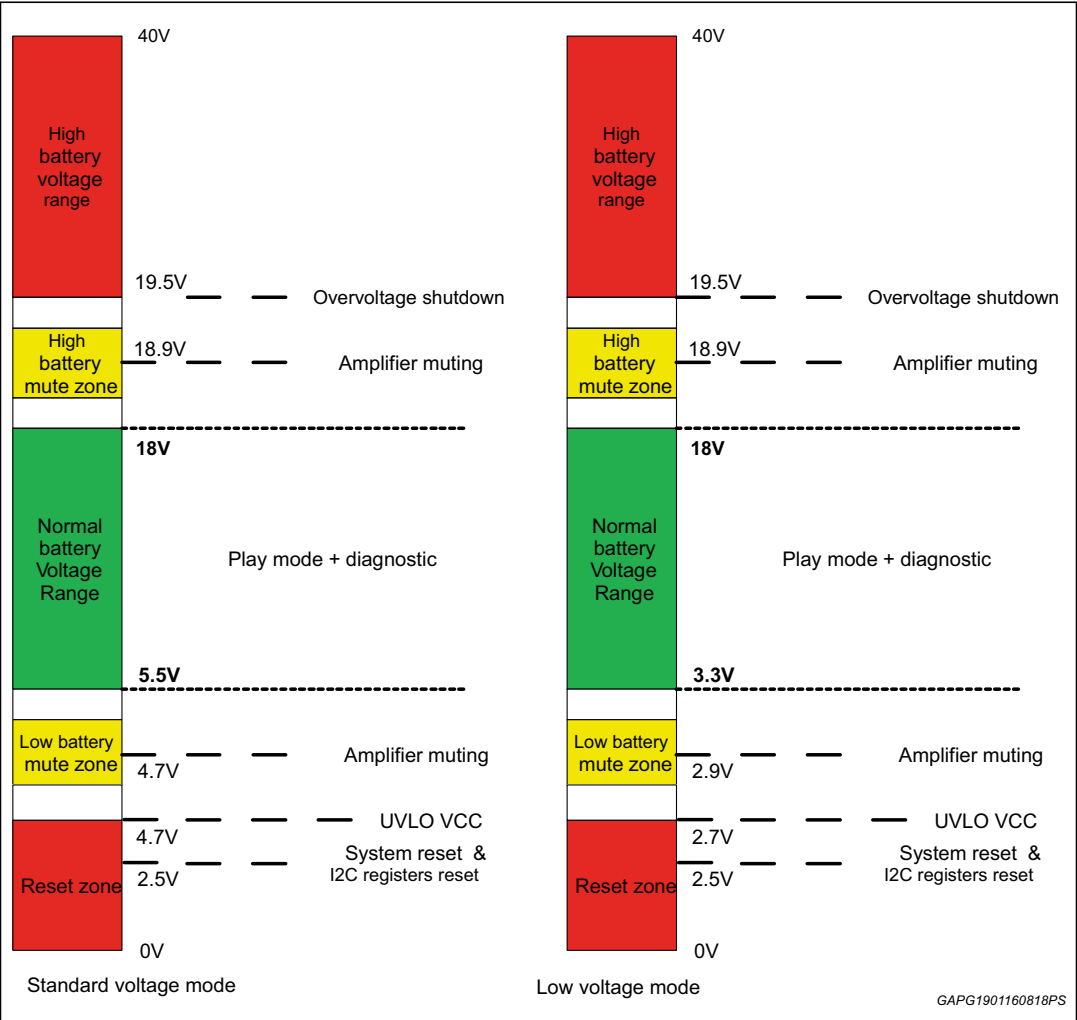 40V
High
battery
voltage
range
19.5V
Overvoltage shutdown
High
battery
mute zone
18.9V
Amplifier muting
18V
Normal
battery
Voltage
Range
Play mode + diagnostic
5.5V
Low battery
mute zone
Amplifier muting
4.7V
UVLO VCC
4.7V
System reset &
I2C registers reset
2.5V
Reset zone
0V
Standard voltage mode
40V
High
battery
voltage
range
19.5V
Overvoltage shutdown
High
battery
mute zone
18.9V
Amplifier muting
18V
Normal
battery
Voltage
Range
Play mode + diagnostic
3.3V
Low battery
mute zone
Amplifier muting
2.9V
UVLO VCC
2.7V
System reset &
I2C registers reset
2.5V
Reset zone
0V
Low voltage mode
GAPG1901160818PS